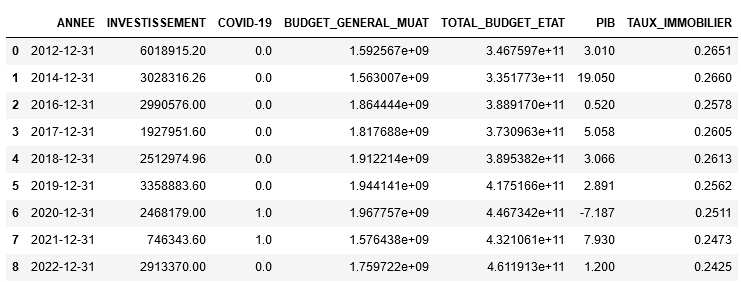 ANNEE INVESTISSEMENT COVID-19 BUDGET_GENERAL_MUAT TOTAL_BUDGET_ETAT PIB TAUX_IMMOBILIER
0 2012-12-31 6018915.20 0.0 1.592567e+09 3.467597e+11 3.010 0.2651
1 2014-12-31 3028316.26 0.0 1.563007e+09 3.351773e+11 19.050 0.2660
2 2016-12-31 2990576.00 0.0 1.864444e+09 3.889170e+11 0.520 0.2578
3 2017-12-31 1927951.60 0.0 1.817688e+09 3.730963e+11 5.058 0.2605
4 2018-12-31 2512974.96 0.0 1.912214e+09 3.895382e+11 3.066 0.2613
5 2019-12-31 3358883.60 0.0 1.944141e+09 4.175166e+11 2.891 0.2562
6 2020-12-31 2468179.00 1.0 1.967757e+09 4.467342e+11 -7.187 0.2511
7 2021-12-31 746343.60 1.0 1.576438e+09 4.321061e+11 7.930 0.2473
8 2022-12-31 2913370.00 0.0 1.759722e+09 4.611913e+11 1.200 0.2425